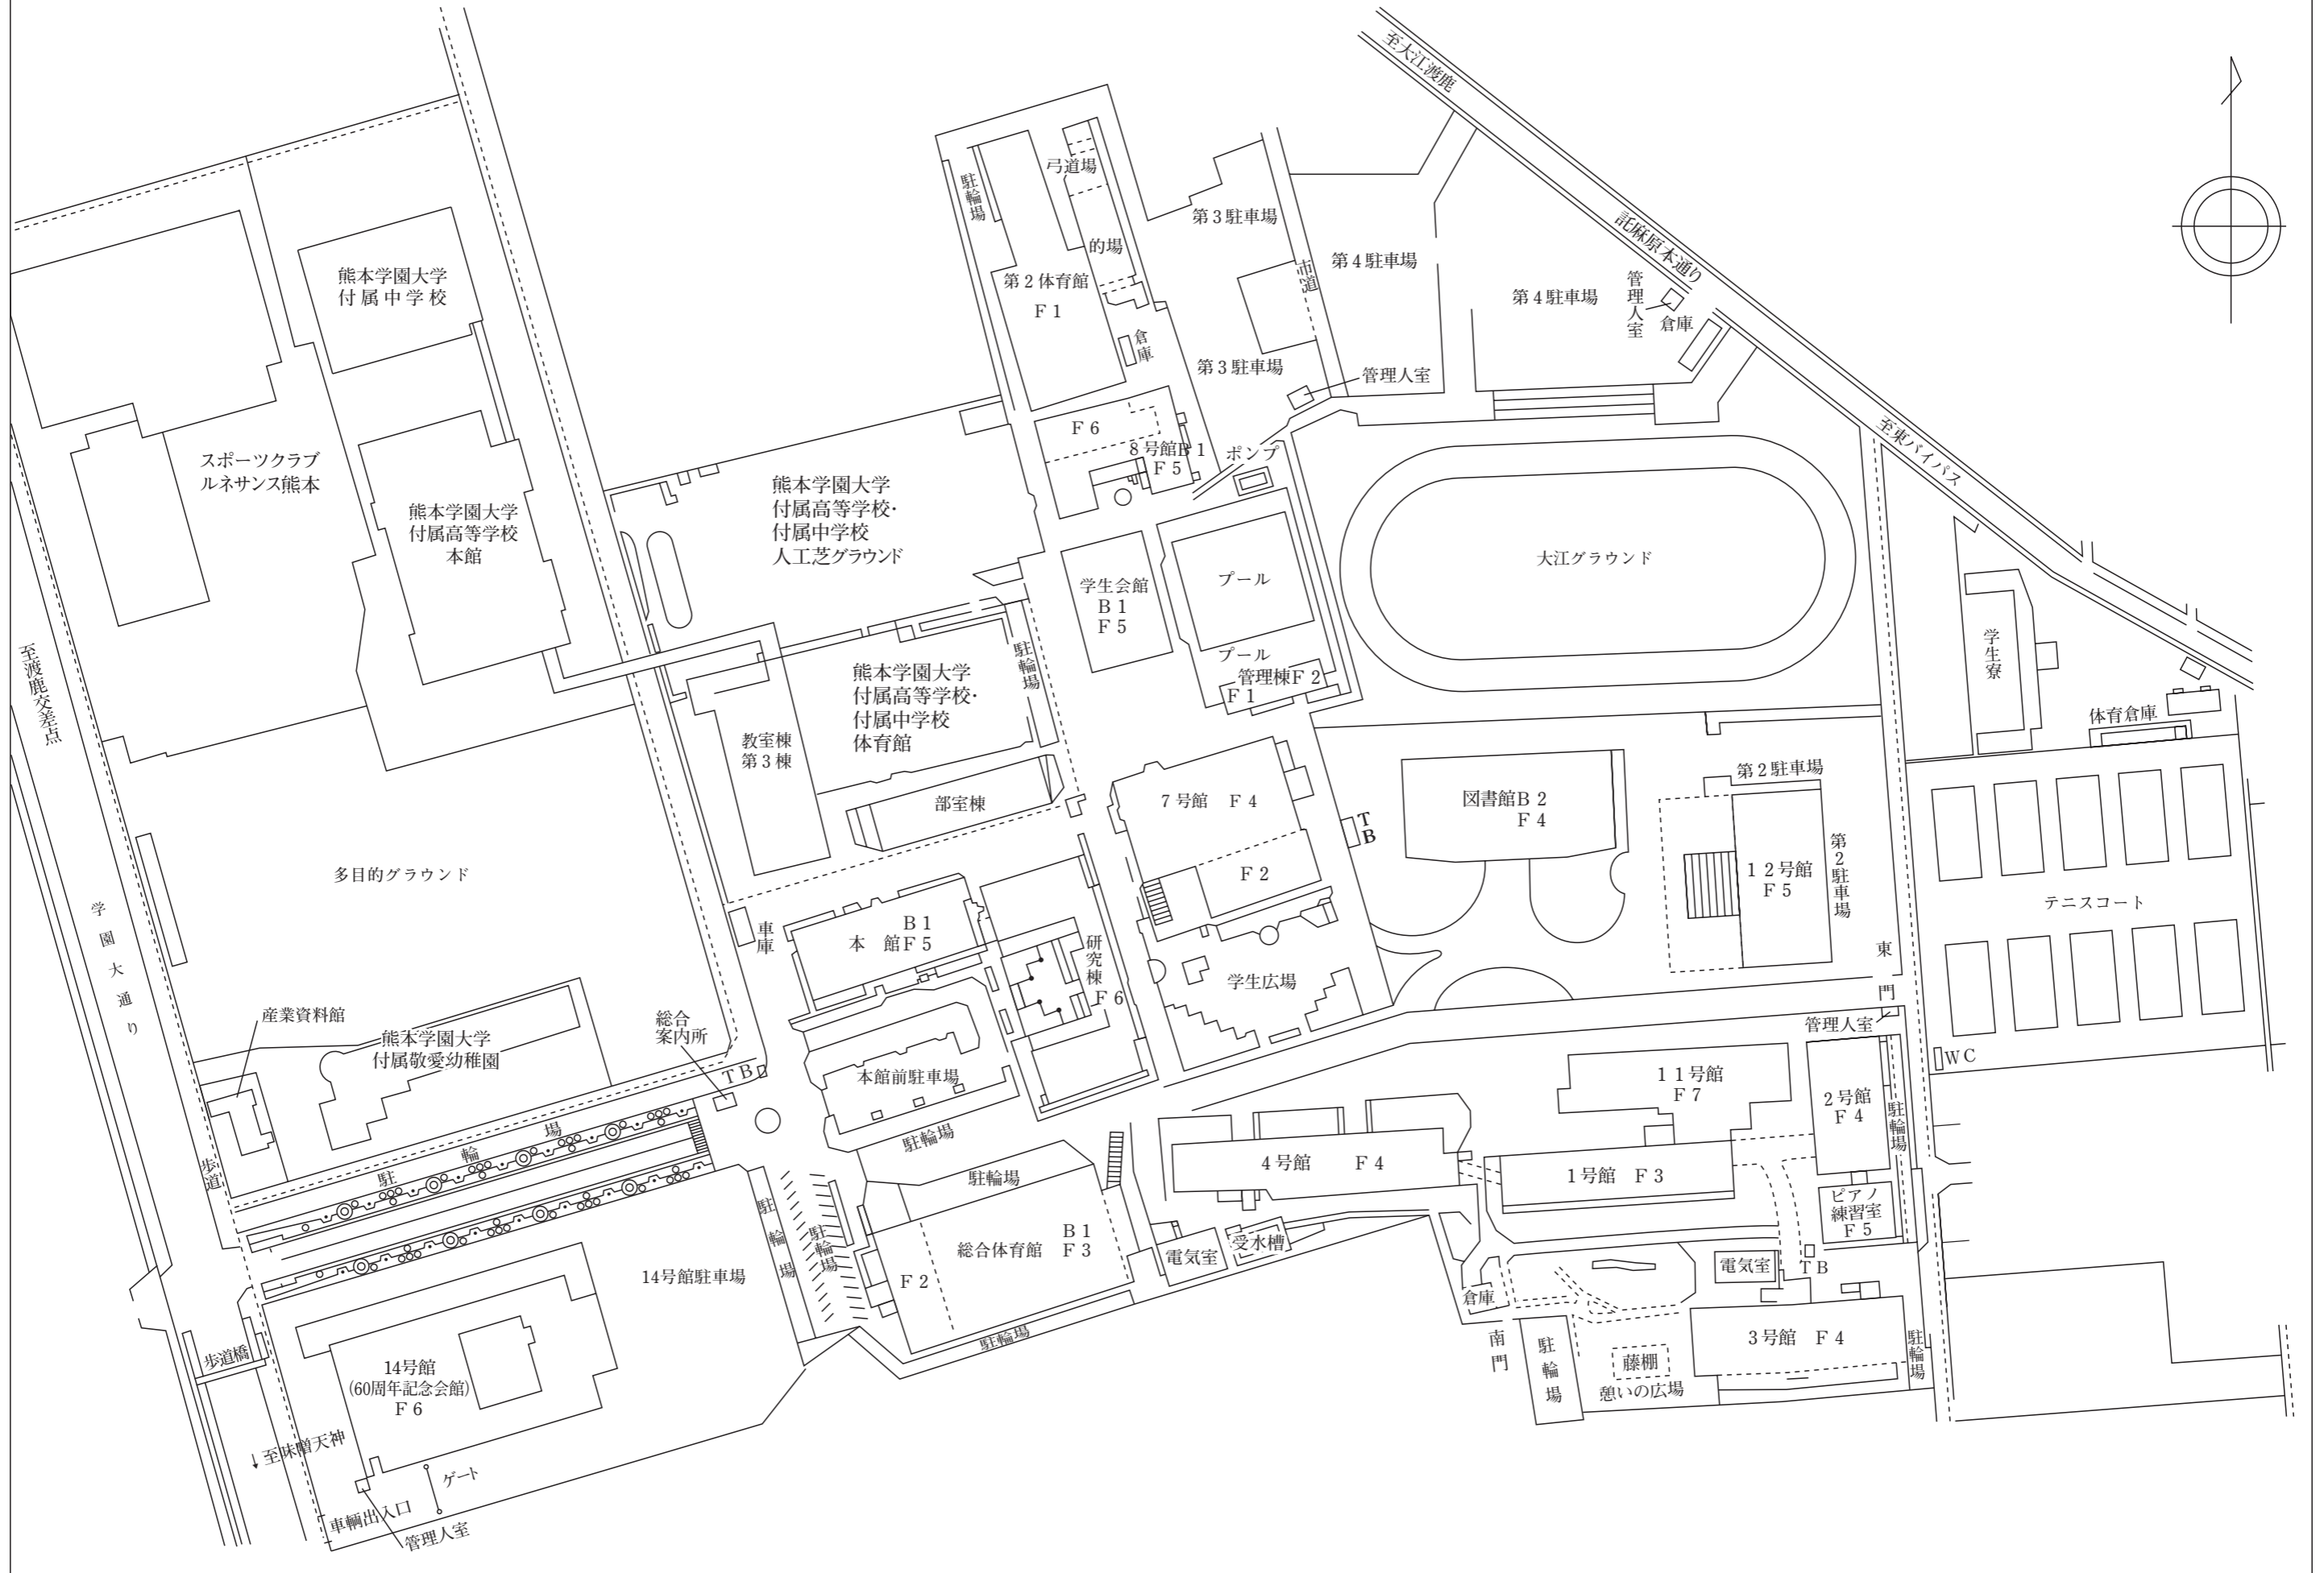 至大江渡鹿
託麻原本通り
至東バイパス
弓道場
駐輪場
的場
第2体育館
F1
倉庫
第3駐車場
第3駐車場
市道
第4駐車場
第4駐車場
管理人室
倉庫
管理人室
熊本学園大学
付属中学校
スポーツクラブ
ルネサンス熊本
熊本学園大学
付属高等学校
本館
熊本学園大学
付属高等学校・
付属中学校
人工芝グラウンド
F6
8号館B1
F5
ポンプ
学生会館
B1
F5
プール
プール
管理棟F2
F1
大江グラウンド
学生寮
体育倉庫
至渡鹿交差点
熊本学園大学
付属高等学校・
付属中学校
体育館
駐輪場
教室棟
第3棟
部室棟
7号館 F4
F2
TB
図書館B2
F4
第2駐車場
12号館
F5
第2駐車場
テニスコート
東門
管理人室
WC
多目的グラウンド
学園大通り
車庫
B1
本 館F5
研究棟
F6
学生広場
産業資料館
熊本学園大学
付属敬愛幼稚園
総合
案内所
TB
本館前駐車場
駐輪場
歩道
駐輪場
駐輪場
4号館 F4
11号館
F7
1号館 F3
2号館
F4
駐輪場
ピアノ
練習室
F5
駐輪場
駐輪場
B1
総合体育館 F3
F2
電気室
受水槽
駐輪場
14号館駐車場
倉庫
南門
駐輪場
電気室
TB
藤棚
憩いの広場
3号館 F4
駐輪場
歩道橋
14号館
(60周年記念会館)
F6
↓至味噌天神
ゲート
車輌出入口
管理人室